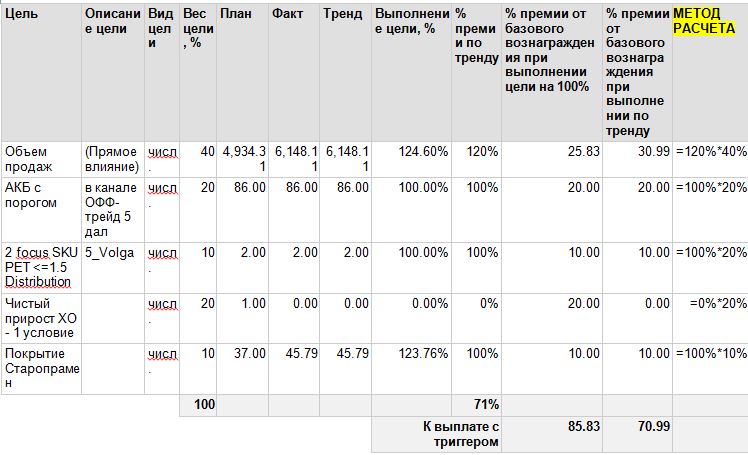 Цель Описание цели Вид цели Вес цели, % План Факт Тренд Выполнение цели, % % премии по тренду % премии от базового вознаграждения при выполнении цели на 100% % премии от базового вознаграждения при выполнении по тренду МЕТОД РАСЧЕТА
Объем продаж (Прямое влияние) числ. 40 4,934.31 6,148.11 6,148.11 124.60% 120% 25.83 30.99 =120%*40%
АКБ с порогом в канале ОФФ-трейд 5 дал числ. 20 86.00 86.00 86.00 100.00% 100% 20.00 20.00 =100%*20%
2 focus SKU PET <=1.5 Distribution 5_Volga числ. 10 2.00 2.00 2.00 100.00% 100% 10.00 10.00 =100%*20%
Чистый прирост ХО - 1 условие числ. 20 1.00 0.00 0.00 0.00% 0% 20.00 0.00 =0%*20%
Покрытие Старопрамен числ. 10 37.00 45.79 45.79 123.76% 100% 10.00 10.00 =100%*10%
100 71%
К выплате с триггером 85.83 70.99